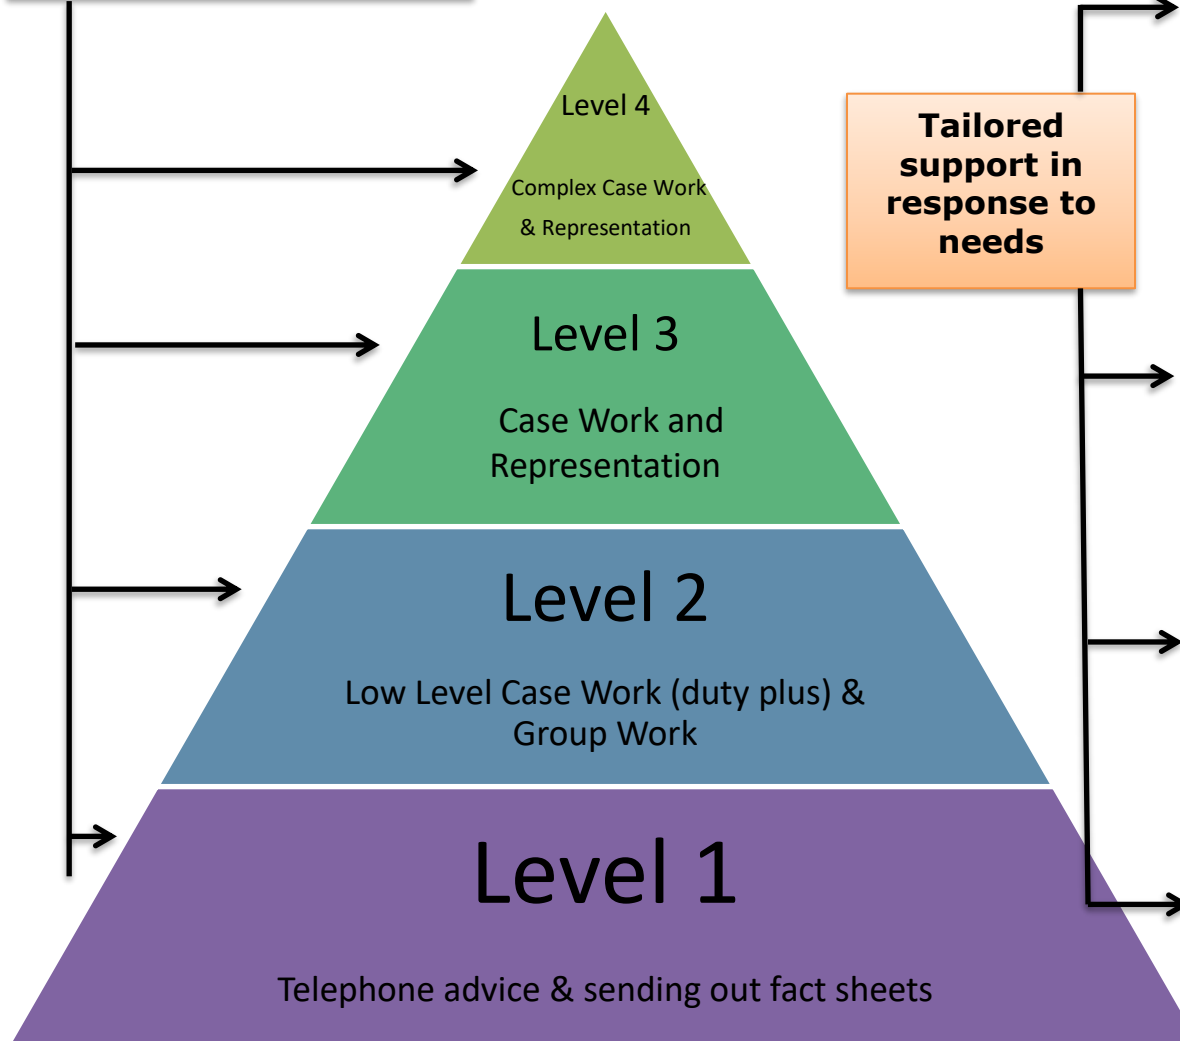 Level 4
Complex Case Work
& Representation
Tailored
support in
response to
needs
Level 3
Case Work and
Representation
Level 2
Low Level Case Work (duty plus) &
Group Work
Level 1
Telephone advice & sending out fact sheets